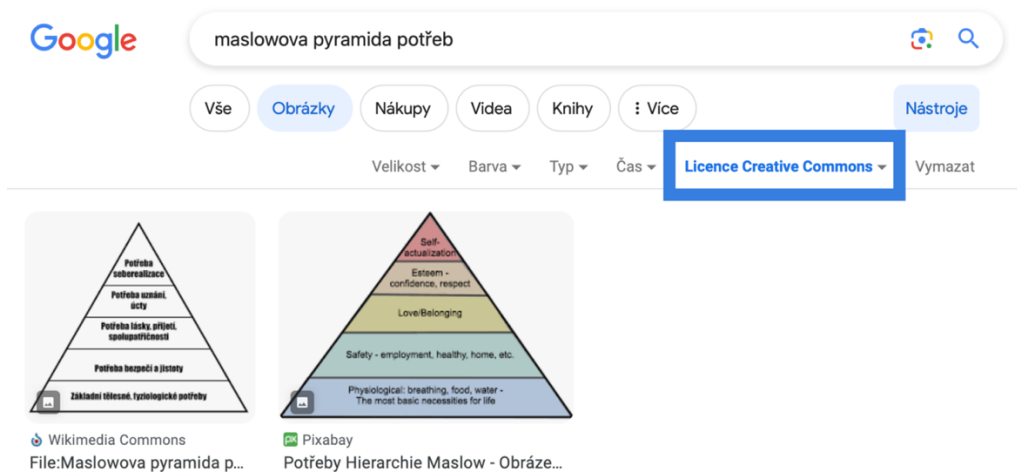 Google
maslowova pyramida potřeb
Vše Obrázky Nákupy Videa Knihy Více Nástroje
Velikost Barva Typ Čas Licence Creative Commons Vymazat
Potřeba
seberealizace
Potřeba uznání,
úcty
Potřeba lásky, přijetí,
spolupatřičnosti
Potřeba bezpečí a jistoty
Základní tělesné, fyziologické potřeby
Wikimedia Commons
File:Maslowova pyramida p...
Self-
actualization
Esteem -
confidence, respect
Love/Belonging
Safety - employment, healthy, home, etc.
Physiological: breathing, food, water -
The most basic necessities for life
px Pixabay
Potřeby Hierarchie Maslow - Obráze...